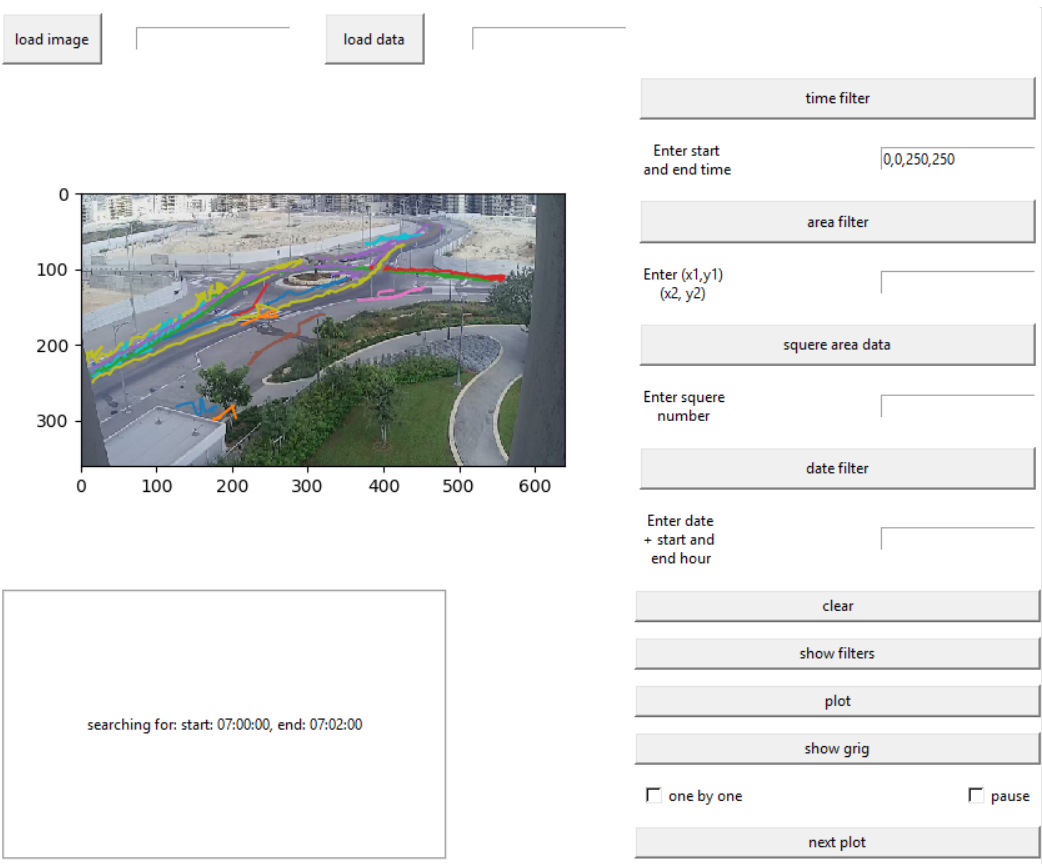 load image
load data
time filter
Enter start
and end time
0,0,250,250
area filter
Enter (x1,y1)
(x2, y2)
squere area data
Enter squere
number
date filter
Enter date
+ start and
end hour
0
100
200
300
0 100 200 300 400 500 600
clear
show filters
plot
show grig
one by one
pause
next plot
searching for: start: 07:00:00, end: 07:02:00